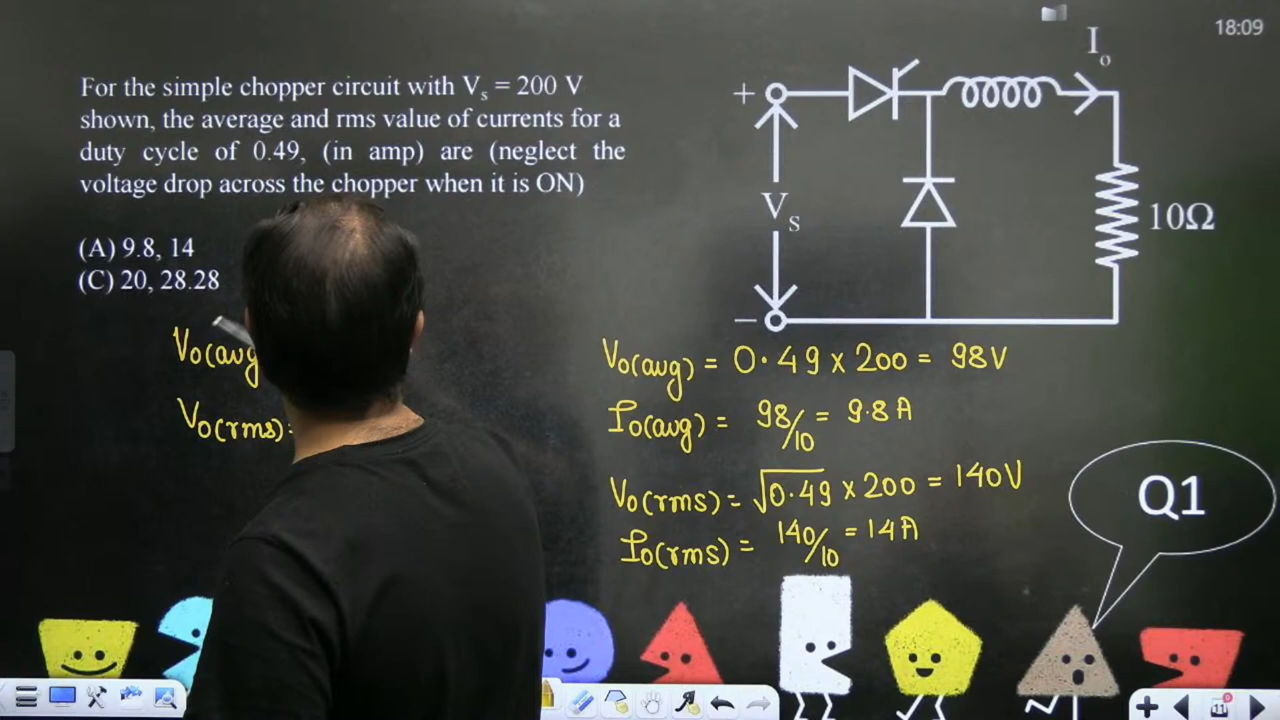 18:09
For the simple chopper circuit with Vs = 200 V
shown, the average and rms value of currents for a
duty cycle of 0.49, (in amp) are (neglect the
voltage drop across the chopper when it is ON)
(A) 9.8, 14
(C) 20, 28.28
Io
+
Vs
−
10Ω
Vo(avg
Vo(rms)=
Vo(avg) = 0.49 x 200 = 98V
Io(avg) = 98/10 = 9.8 A
Vo(rms) = √0.49 x 200 = 140V
Io(rms) = 140/10 = 14A
Q1
11